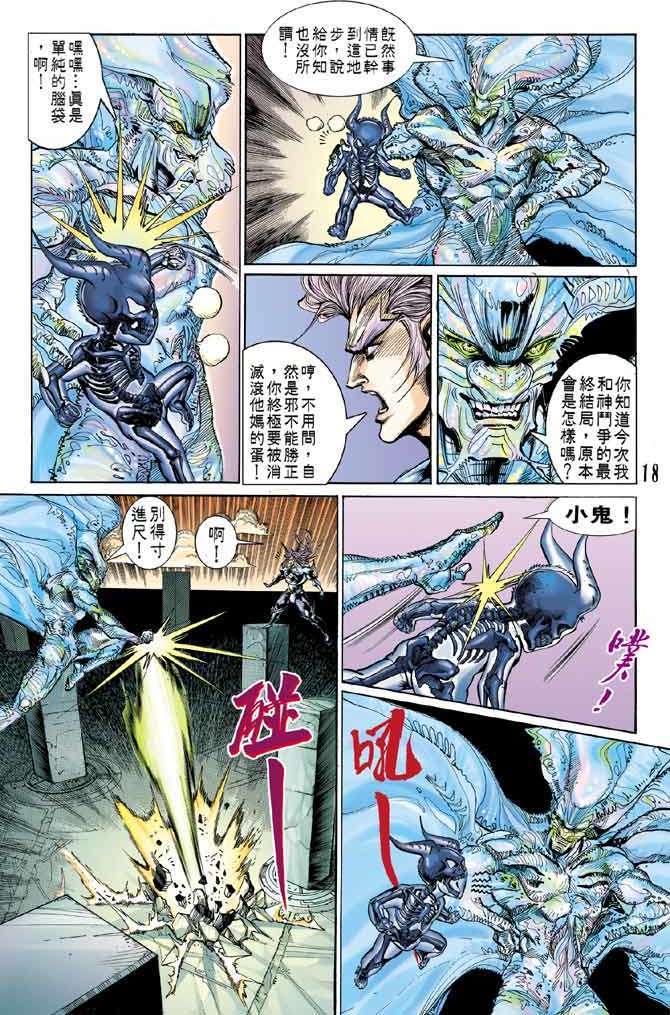 既然事
情已幹
到這地
步，說
給你知
也沒所
謂！
嘿嘿…真是
單純的腦袋
，啊！
你知道今次我
和神鬥爭的最
終結局，原本
會是怎樣嗎？
哼，不用問，自
然是邪不能勝正
，你終極要被消
滅滾他媽的蛋！
18
小鬼！
噗！
啊！
別得寸
進尺！
碰—
吼—